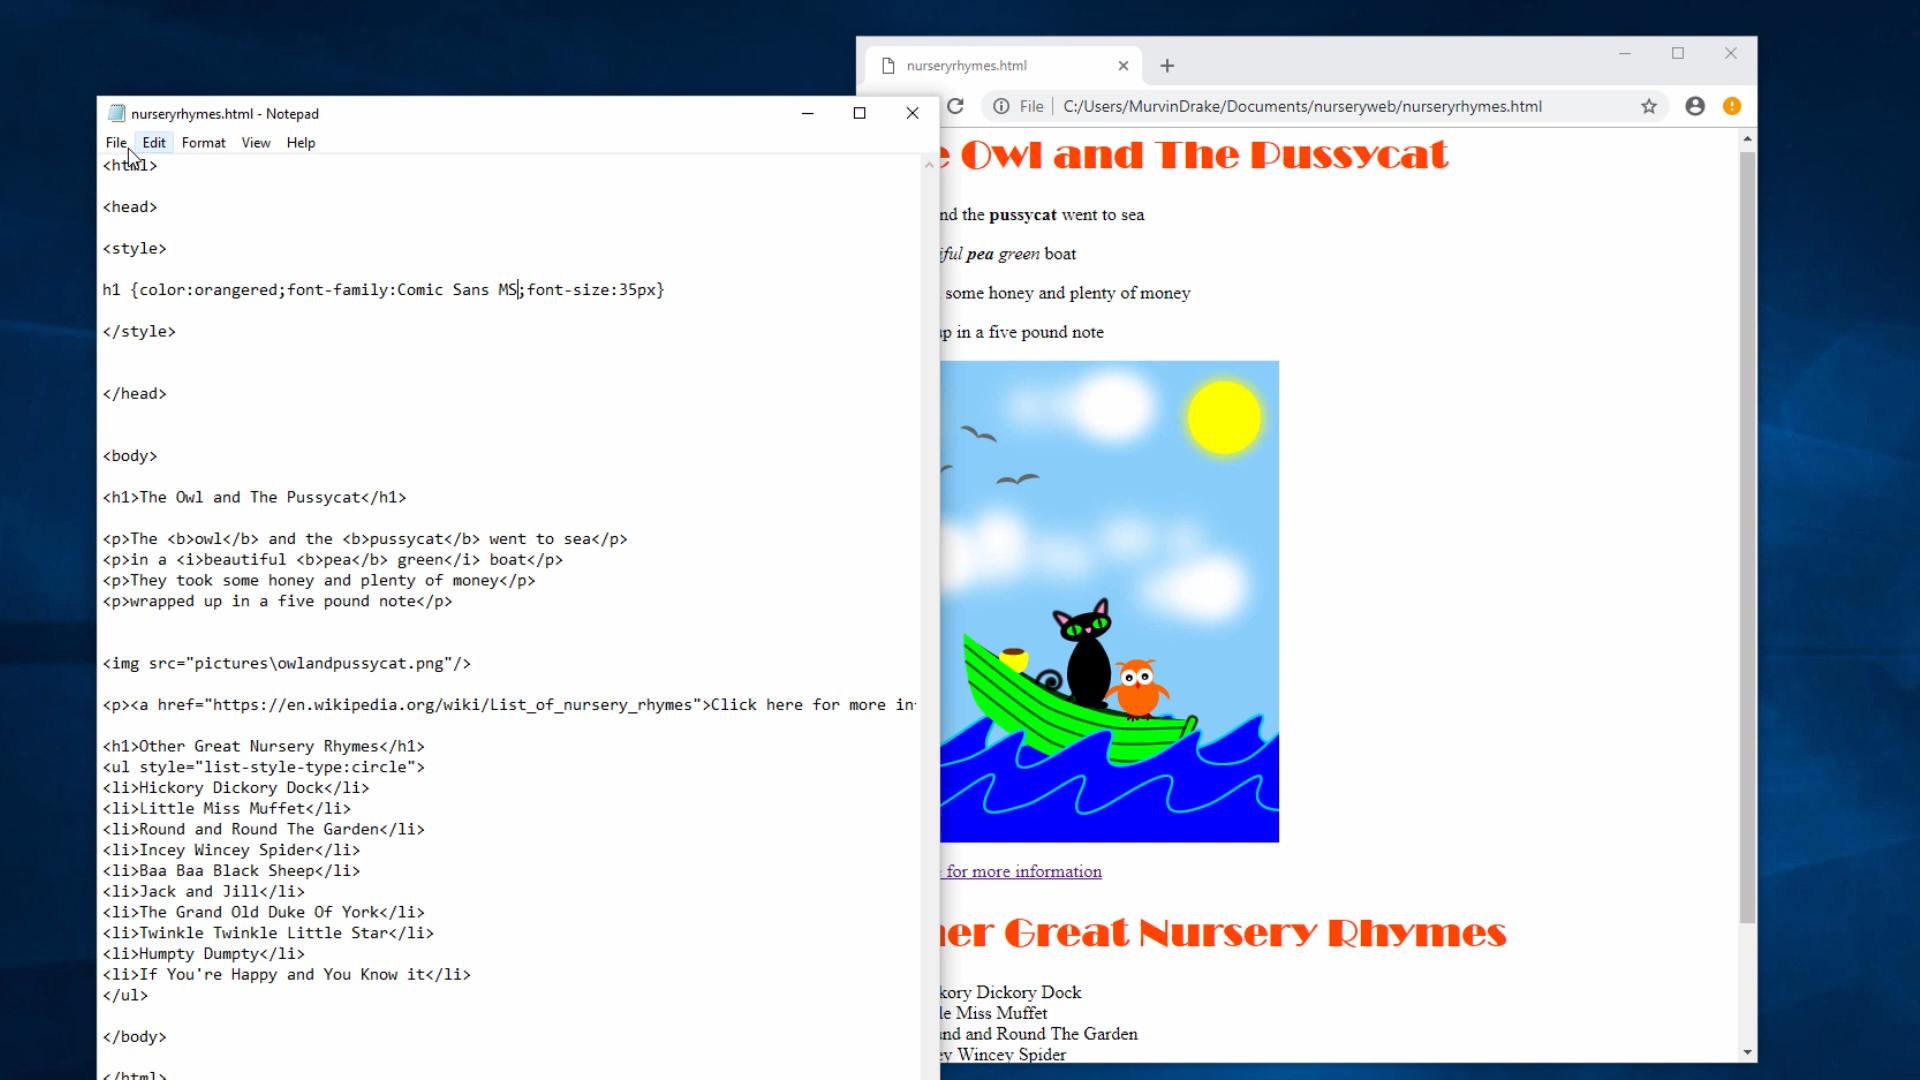 nurseryrhymes.html - Notepad
File Edit Format View Help
<html>
<head>
<style>
h1 {color:orangered;font-family:Comic Sans MS;font-size:35px}
</style>
</head>
<body>
<h1>The Owl and The Pussycat</h1>
<p>The <b>owl</b> and the <b>pussycat</b> went to sea</p>
<p>in a <i>beautiful <b>pea</b> green</i> boat</p>
<p>They took some honey and plenty of money</p>
<p>wrapped up in a five pound note</p>
<img src="pictures\owlandpussycat.png"/>
<p><a href="https://en.wikipedia.org/wiki/List_of_nursery_rhymes">Click here for more in
<h1>Other Great Nursery Rhymes</h1>
<ul style="list-style-type:circle">
<li>Hickory Dickory Dock</li>
<li>Little Miss Muffet</li>
<li>Round and Round The Garden</li>
<li>Incey Wincey Spider</li>
<li>Baa Baa Black Sheep</li>
<li>Jack and Jill</li>
<li>The Grand Old Duke Of York</li>
<li>Twinkle Twinkle Little Star</li>
<li>Humpty Dumpty</li>
<li>If You're Happy and You Know it</li>
</ul>
</body>
</html>
nurseryrhymes.html
File C:/Users/MurvinDrake/Documents/nurseryweb/nurseryrhymes.html
e Owl and The Pussycat
nd the pussycat went to sea
iful pea green boat
some honey and plenty of money
up in a five pound note
for more information
her Great Nursery Rhymes
kory Dickory Dock
le Miss Muffet
nd and Round The Garden
ey Wincey Spider